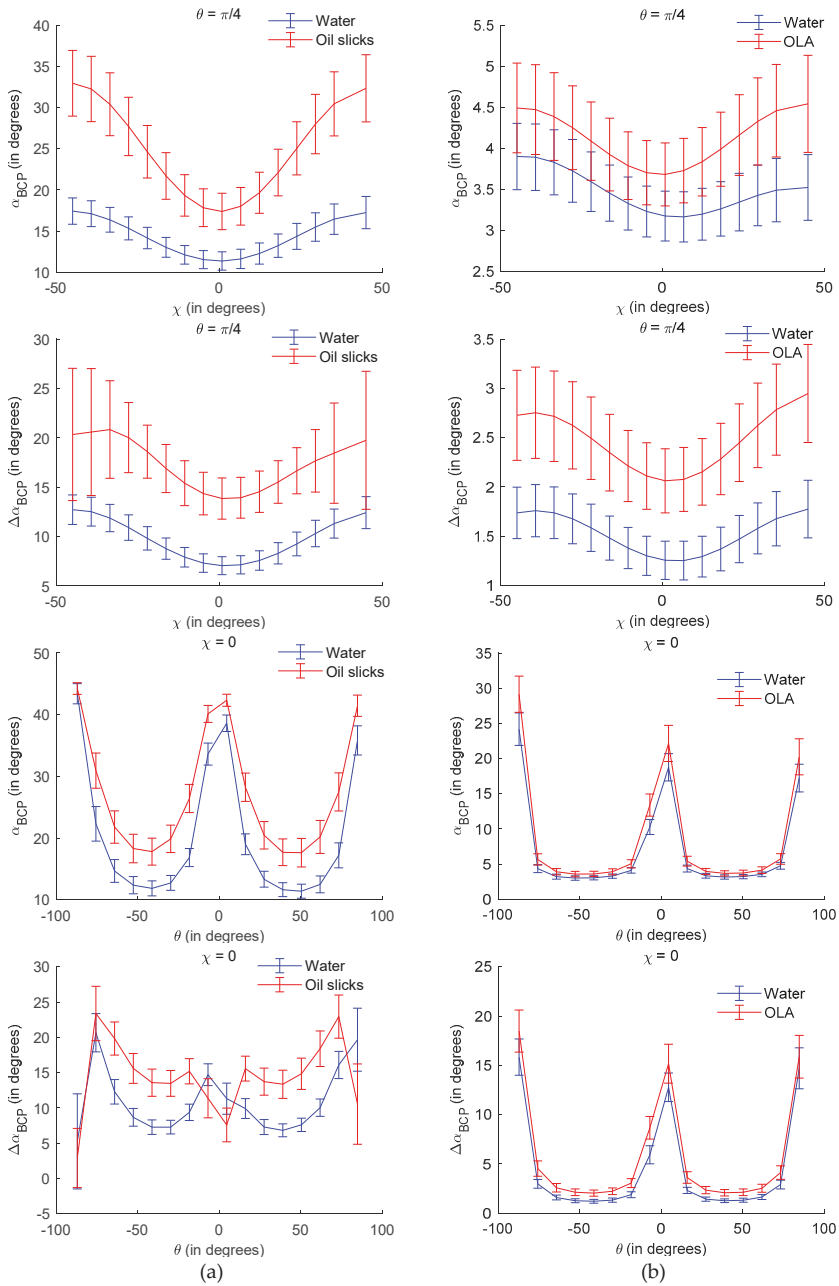 θ = π/4
Water
Oil slicks
40
35
30
25
20
15
10
α_BCP (in degrees)
-50
0
50
χ (in degrees)
θ = π/4
Water
OLA
5.5
5
4.5
4
3.5
3
2.5
α_BCP (in degrees)
-50
0
50
χ (in degrees)
θ = π/4
Water
Oil slicks
30
25
20
15
10
5
Δα_BCP (in degrees)
-50
0
50
χ (in degrees)
θ = π/4
Water
OLA
3.5
3
2.5
2
1.5
1
Δα_BCP (in degrees)
-50
0
50
χ (in degrees)
χ = 0
Water
Oil slicks
50
40
30
20
10
α_BCP (in degrees)
-100
-50
0
50
100
θ (in degrees)
χ = 0
Water
OLA
35
30
25
20
15
10
5
0
α_BCP (in degrees)
-100
-50
0
50
100
θ (in degrees)
χ = 0
Water
Oil slicks
30
25
20
15
10
5
0
-5
Δα_BCP (in degrees)
-100
-50
0
50
100
θ (in degrees)
(a)
χ = 0
Water
OLA
25
20
15
10
5
0
Δα_BCP (in degrees)
-100
-50
0
50
100
θ (in degrees)
(b)